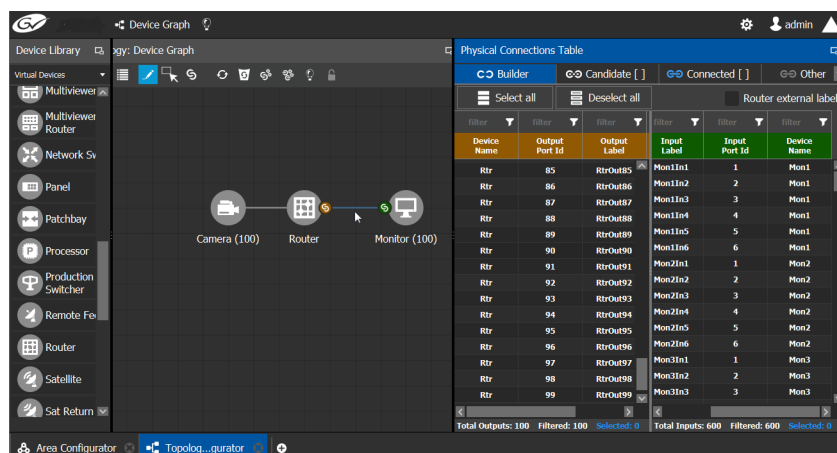 GV Device Graph admin
Device Library
ogy: Device Graph
Physical Connections Table
Virtual Devices
Builder
Candidate [ ]
Connected [ ]
Other
Select all
Deselect all
Router external label
filter filter filter filter filter filter
Device Name
Output Port Id
Output Label
Input Label
Input Port Id
Device Name
Multiviewer
Multiviewer Router
Network Sw
Panel
Patchbay
Processor
Production Switcher
Remote Fe
Router
Satellite
Sat Return
Camera (100)
Router
Monitor (100)
Rtr 85 RtrOut85 Mon1In1 1 Mon1
Rtr 86 RtrOut86 Mon1In2 2 Mon1
Rtr 87 RtrOut87 Mon1In3 3 Mon1
Rtr 88 RtrOut88 Mon1In4 4 Mon1
Rtr 89 RtrOut89 Mon1In5 5 Mon1
Rtr 90 RtrOut90 Mon1In6 6 Mon1
Rtr 91 RtrOut91 Mon2In1 1 Mon2
Rtr 92 RtrOut92 Mon2In2 2 Mon2
Rtr 93 RtrOut93 Mon2In3 3 Mon2
Rtr 94 RtrOut94 Mon2In4 4 Mon2
Rtr 95 RtrOut95 Mon2In5 5 Mon2
Rtr 96 RtrOut96 Mon2In6 6 Mon2
Rtr 97 RtrOut97 Mon3In1 1 Mon3
Rtr 98 RtrOut98 Mon3In2 2 Mon3
Rtr 99 RtrOut99 Mon3In3 3 Mon3
Total Outputs: 100 Filtered: 100 Selected: 0
Total Inputs: 600 Filtered: 600 Selected: 0
Area Configurator
Topolog...gurator